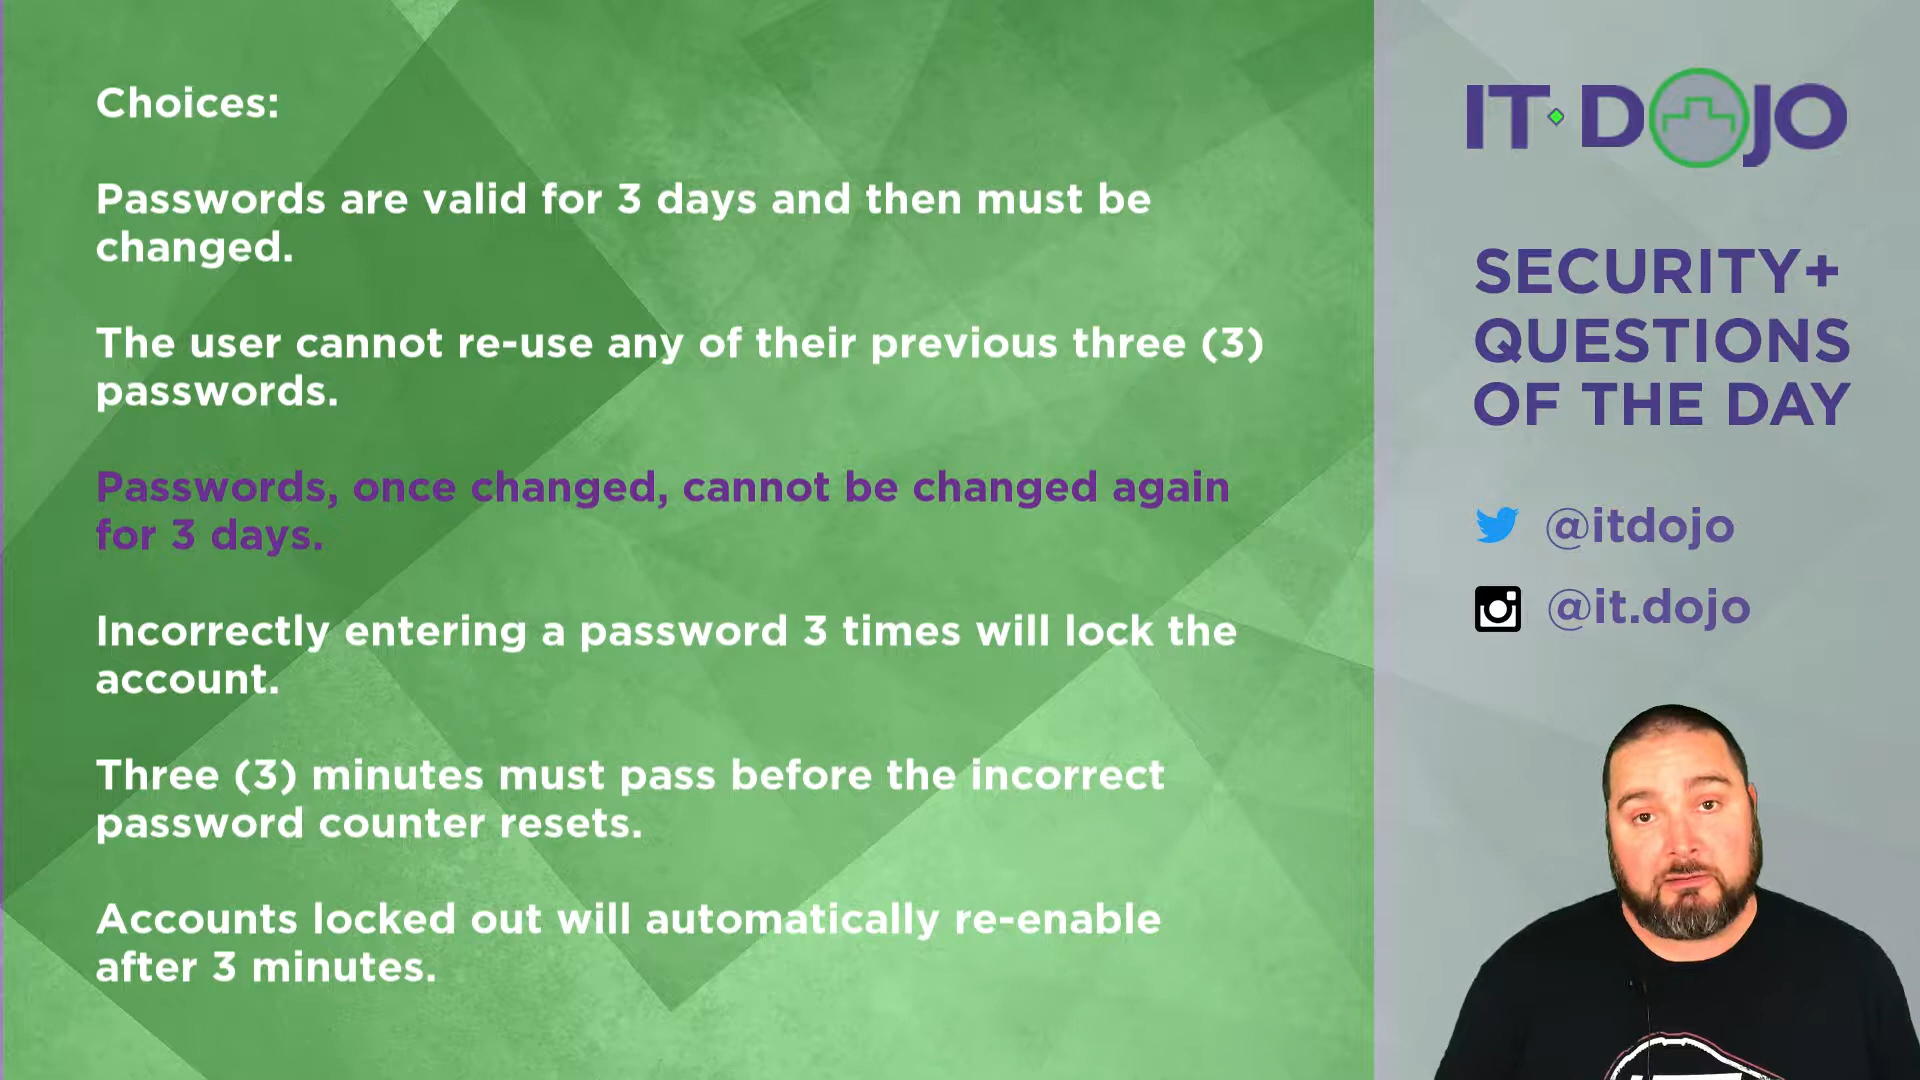 Choices:
Passwords are valid for 3 days and then must be
changed.
The user cannot re-use any of their previous three (3)
passwords.
Passwords, once changed, cannot be changed again
for 3 days.
Incorrectly entering a password 3 times will lock the
account.
Three (3) minutes must pass before the incorrect
password counter resets.
Accounts locked out will automatically re-enable
after 3 minutes.
IT DOJO
SECURITY+
QUESTIONS
OF THE DAY
@itdojo
@it.dojo